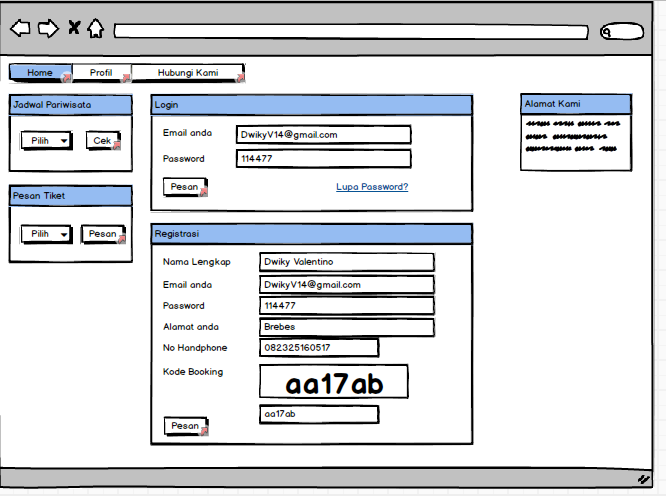 Home Profil Hubungi Kami
Jadwal Pariwisata
Pilih Cek
Pesan Tiket
Pilih Pesan
Login
Email anda DwikyV14@gmail.com
Password 114477
Pesan Lupa Password?
Registrasi
Nama Lengkap Dwiky Valentino
Email anda DwikyV14@gmail.com
Password 114477
Alamat anda Brebes
No Handphone 082325160517
Kode Booking aa17ab
aa17ab
Pesan
Alamat Kami